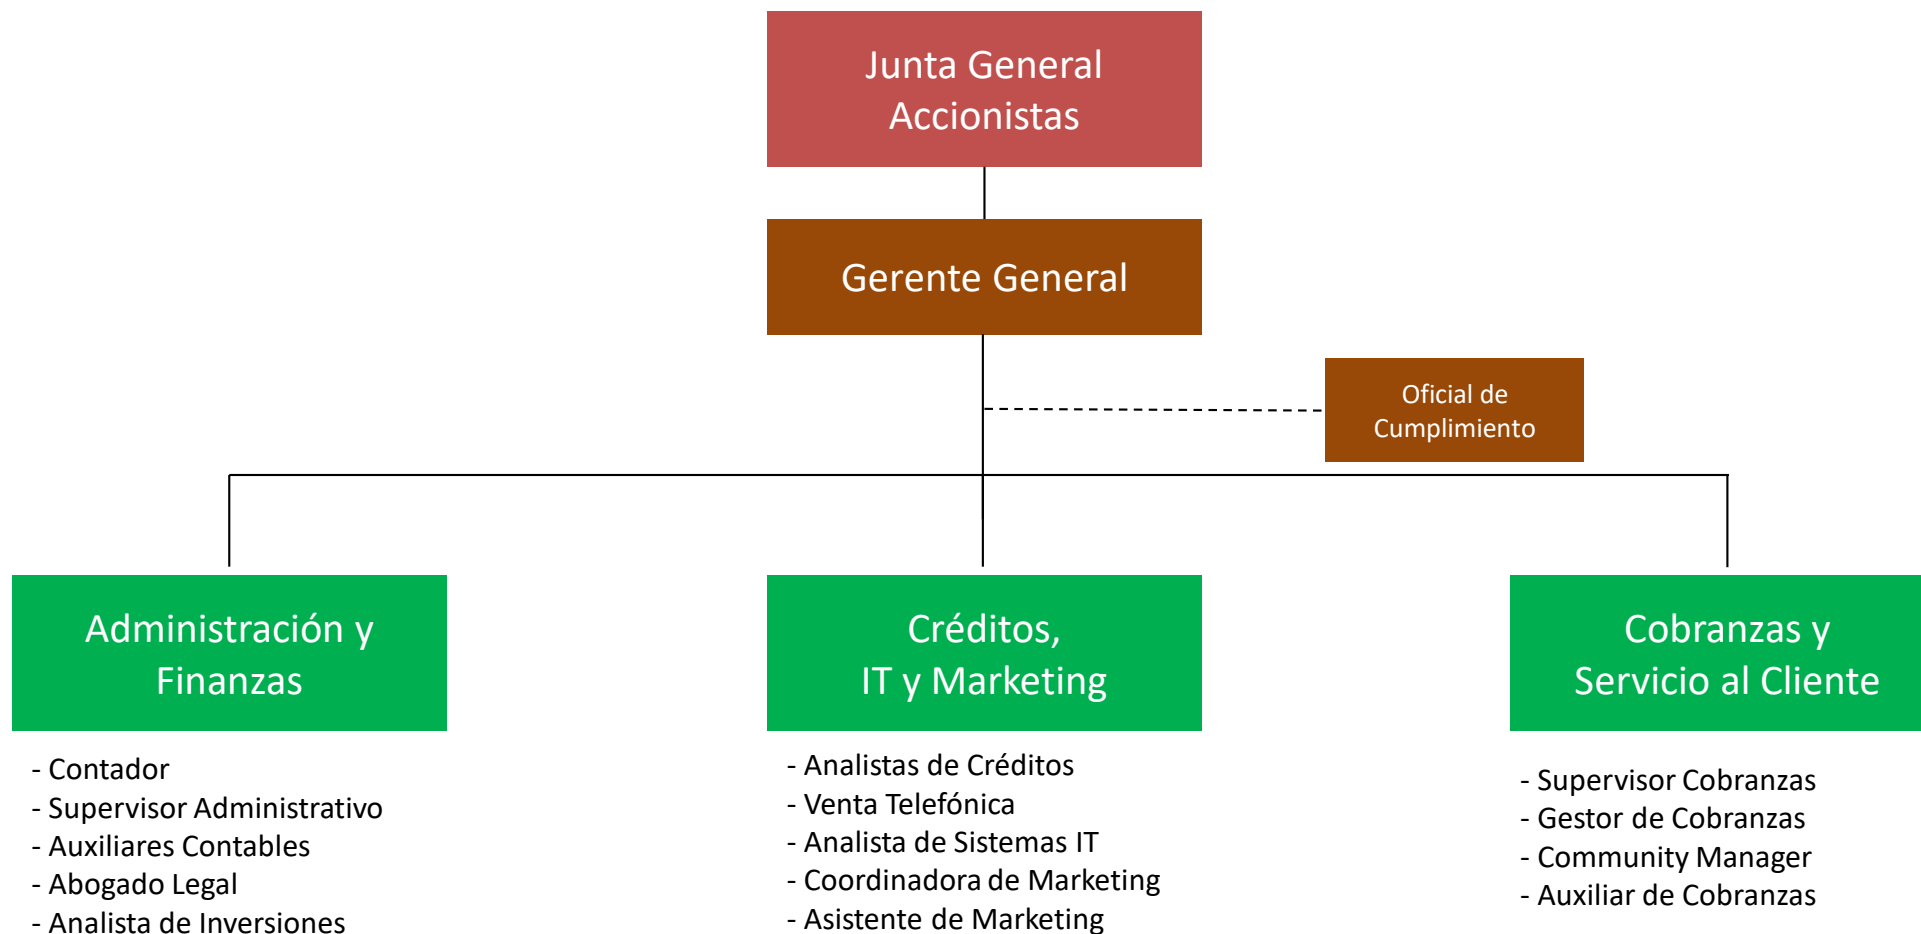 Junta General
Accionistas
Gerente General
Oficial de
Cumplimiento
Administración y
Finanzas
- Contador
- Supervisor Administrativo
- Auxiliares Contables
- Abogado Legal
- Analista de Inversiones
Créditos,
IT y Marketing
- Analistas de Créditos
- Venta Telefónica
- Analista de Sistemas IT
- Coordinadora de Marketing
- Asistente de Marketing
Cobranzas y
Servicio al Cliente
- Supervisor Cobranzas
- Gestor de Cobranzas
- Community Manager
- Auxiliar de Cobranzas